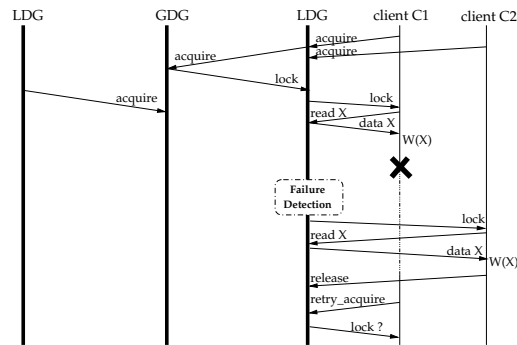 LDG GDG LDG client C1 client C2
acquire
acquire
acquire
lock
acquire
lock
read X
data X
W(X)
Failure
Detection
lock
read X
data X
W(X)
release
retry_acquire
lock ?